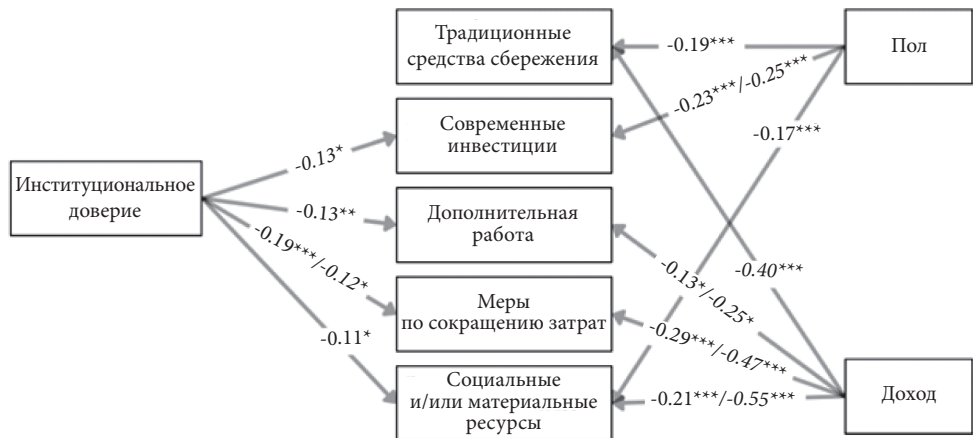 Традиционные
средства сбережения
-0.19***
Пол
-0.23***/-0.25***
Современные
инвестиции
-0.17***
-0.13*
Институциональное
доверие
-0.13**
Дополнительная
работа
-0.19***/-0.12*
-0.40***
-0.13*/-0.25*
Меры
по сокращению затрат
-0.11*
-0.29***/-0.47***
Социальные
и/или материальные
ресурсы
-0.21***/-0.55***
Доход